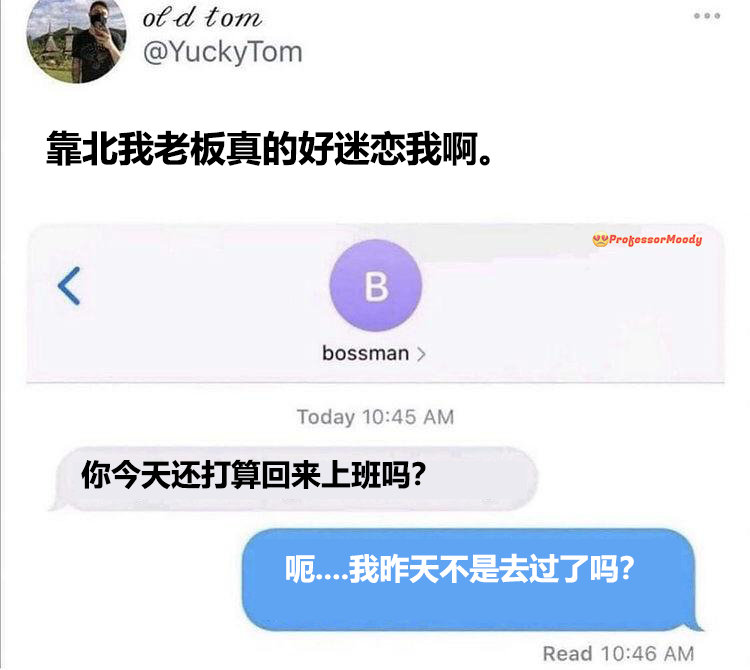 old tom
@YuckyTom
靠北我老板真的好迷恋我啊。
ProfessorMoody
B
bossman
Today 10:45 AM
你今天还打算回来上班吗?
呃....我昨天不是去过了吗?
Read 10:46 AM